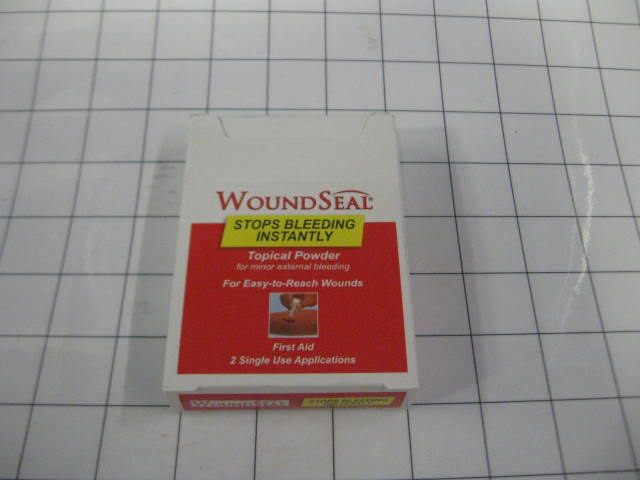 WOUNDSEAL®
STOPS BLEEDING
INSTANTLY
Topical Powder
for minor external bleeding
For Easy-to-Reach Wounds
First Aid
2 Single Use Applications
WOUNDSEAL
STOPS BLEEDING
INSTANTLY